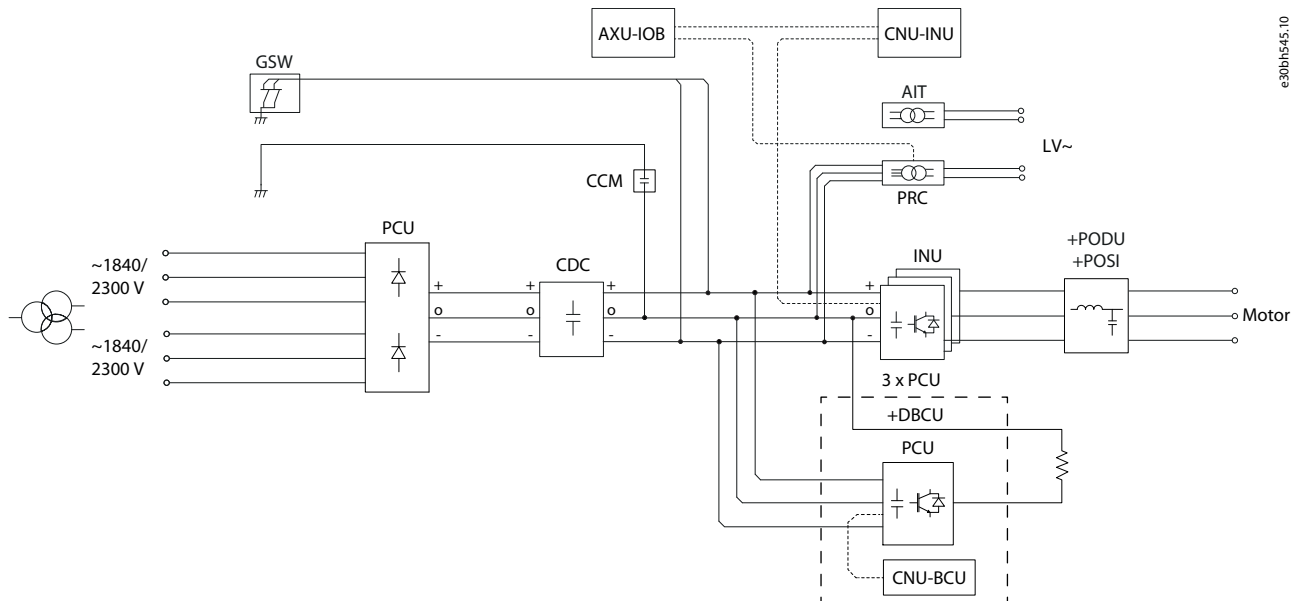 e30bh545.10
AXU-IOB
CNU-INU
GSW
AIT
LV~
CCM
PRC
PCU
+PODU
+POSI
~1840/
2300 V
CDC
INU
+
+
+
+
o
o
o
o
-
-
-
-
Motor
~1840/
2300 V
3 x PCU
+DBCU
PCU
CNU-BCU